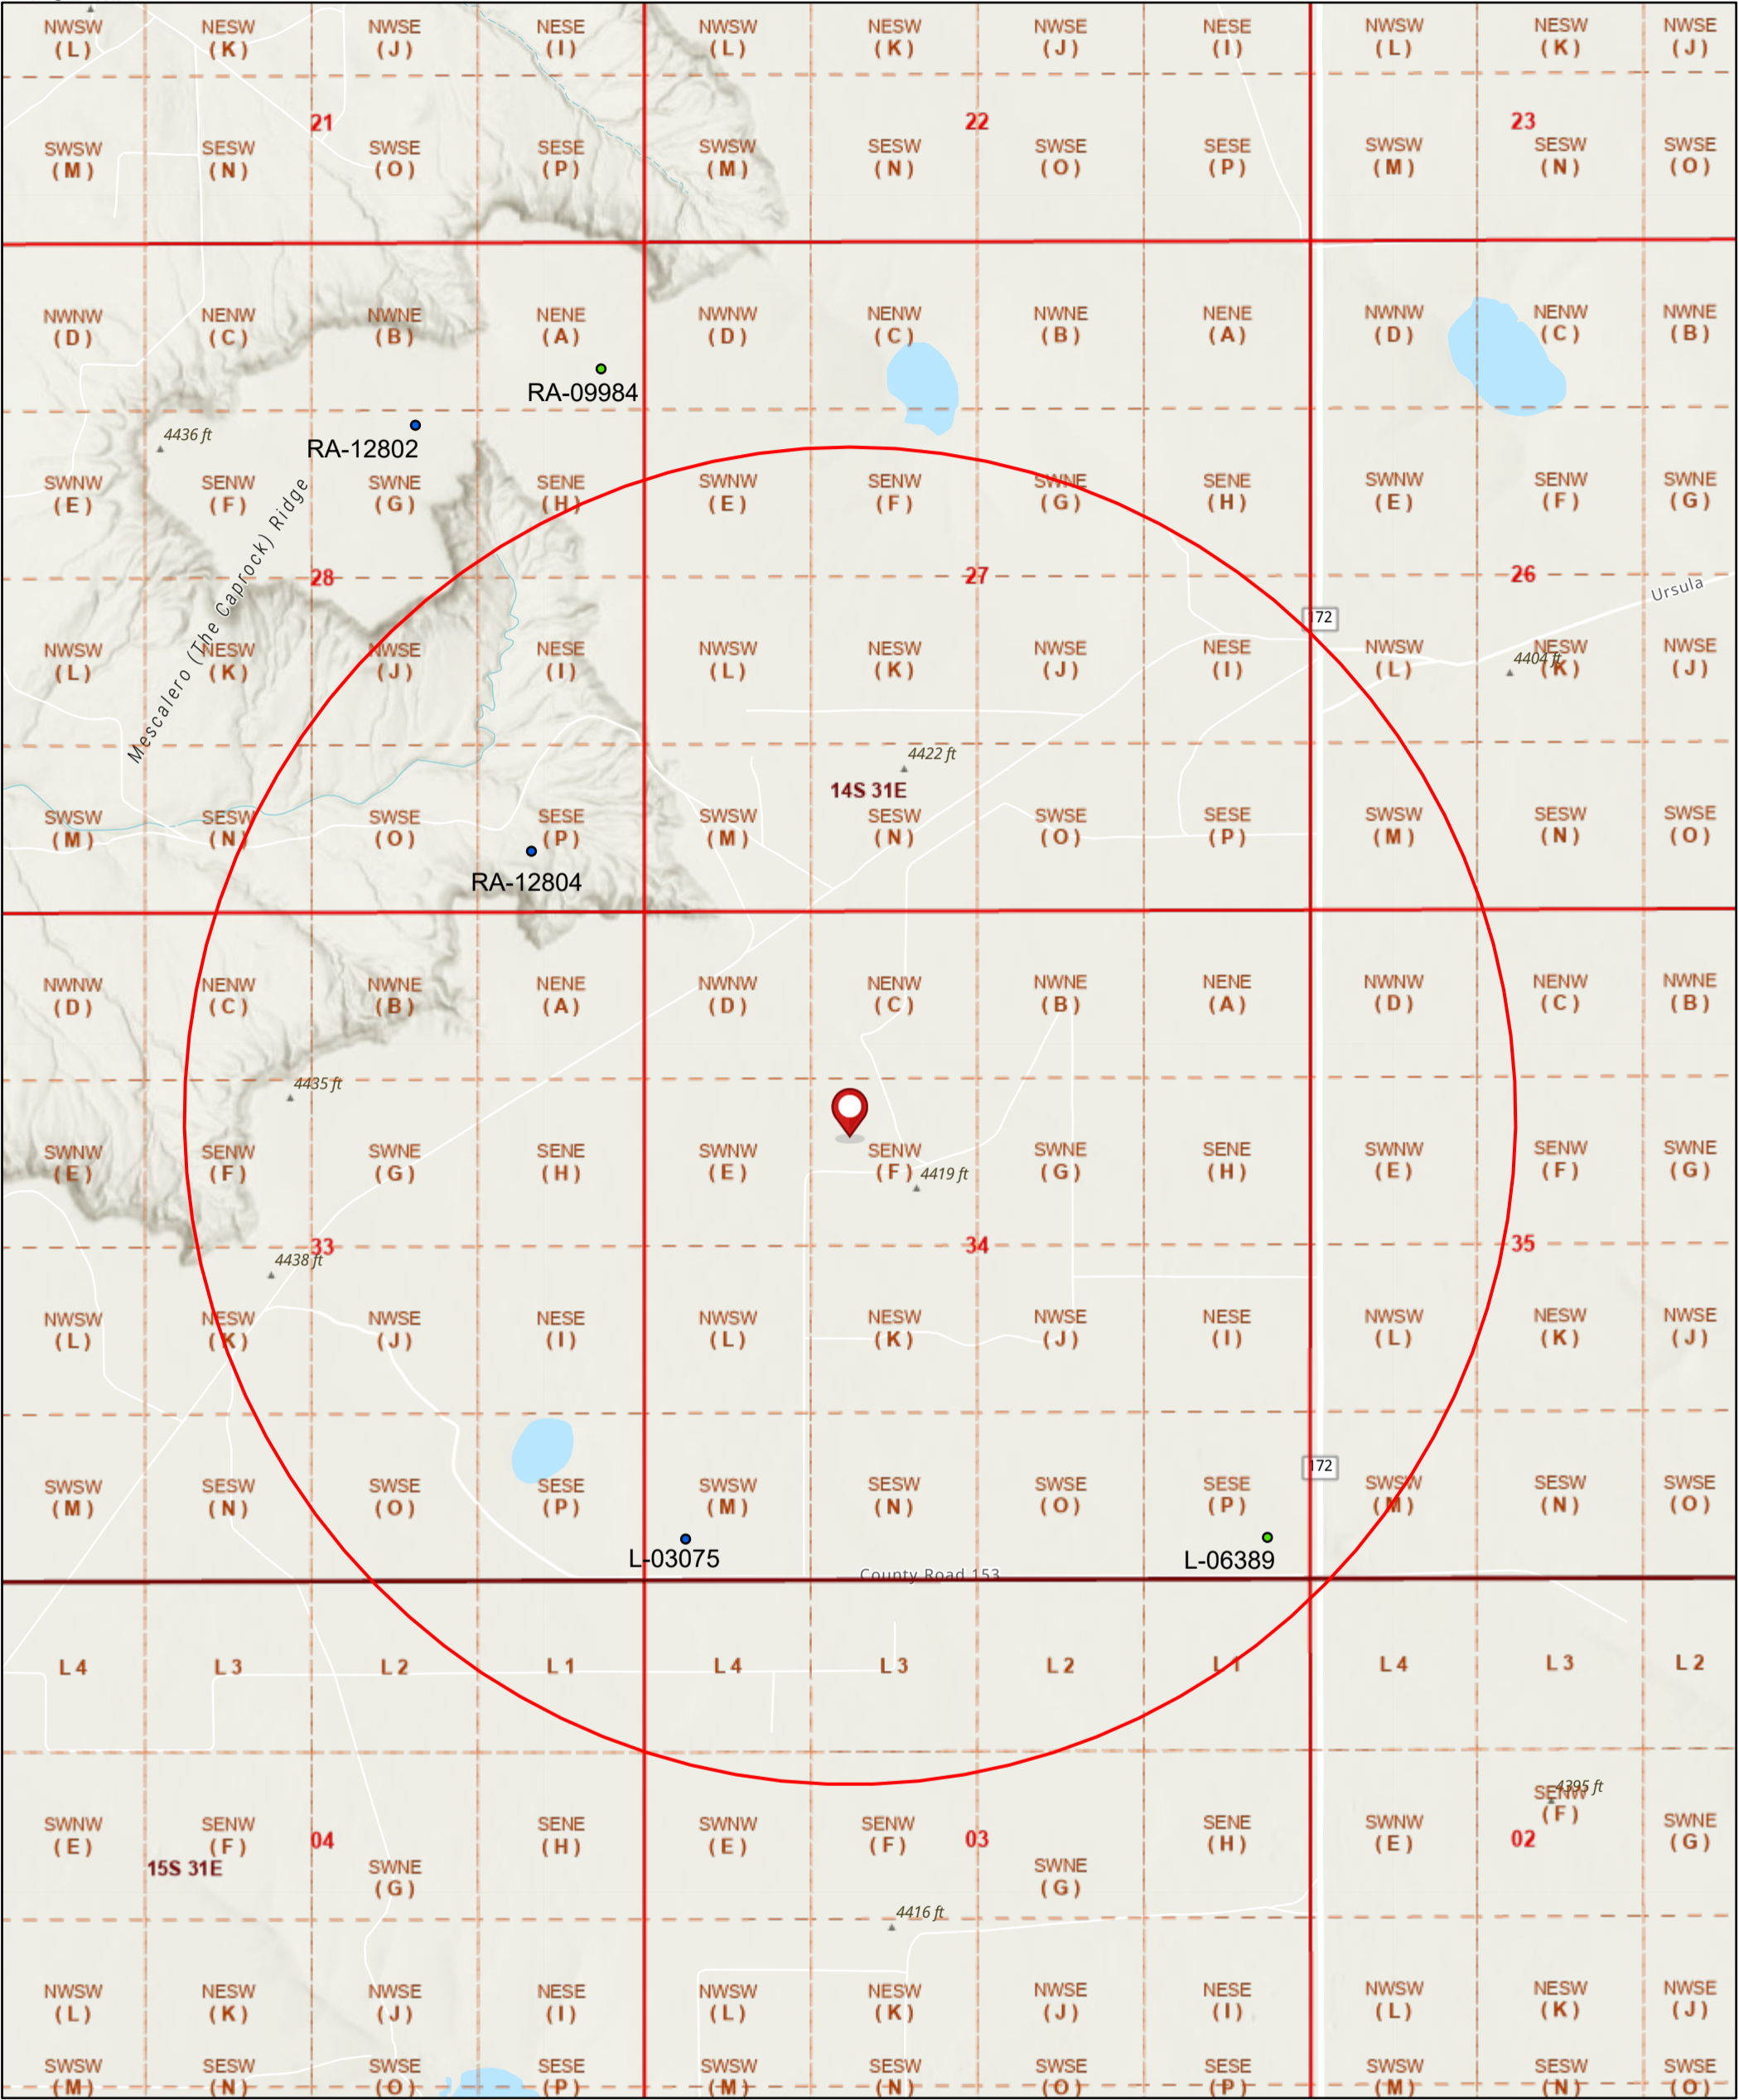 NWSW NESW NWSE NESE NWSW NESW NWSE NESE NWSW NESW NWSE
(L) (K) (J) (I) (L) (K) (J) (I) (L) (K) (J)
21 22 23
SWSW SESW SWSE SESE SWSW SESW SWSE SESE SWSW SESW SWSE
(M) (N) (O) (P) (M) (N) (O) (P) (M) (N) (O)
NWNW NENW NWNE NENE NWNW NENW NWNE NENE NWNW NENW NWNE
(D) (C) (B) (A) (D) (C) (B) (A) (D) (C) (B)
RA-09984
4436 ft
RA-12802
SWNW SENW SWNE SENE SWNW SENW SWNE SENE SWNW SENW SWNE
(E) (F) (G) (H) (E) (F) (G) (H) (E) (F) (G)
Mescalero (The Caprock) Ridge
28 27 26
Ursula
172
NWSW NESW NWSE NESE NWSW NESW NWSE NESE NWSW 4404 ft NESW NWSE
(L) (K) (J) (I) (L) (K) (J) (I) (L) (K) (J)
4422 ft
14S 31E
SWSW SESW SWSE SESE SWSW SESW SWSE SESE SWSW SESW SWSE
(M) (N) (O) (P) (M) (N) (O) (P) (M) (N) (O)
RA-12804
NWNW NENW NWNE NENE NWNW NENW NWNE NENE NWNW NENW NWNE
(D) (C) (B) (A) (D) (C) (B) (A) (D) (C) (B)
4435 ft
SWNW SENW SWNE SENE SWNW SENW SWNE SENE SWNW SENW SWNE
(E) (F) (G) (H) (E) (F) 4419 ft (G) (H) (E) (F) (G)
33 34 35
4438 ft
NWSW NESW NWSE NESE NWSW NESW NWSE NESE NWSW NESW NWSE
(L) (K) (J) (I) (L) (K) (J) (I) (L) (K) (J)
172
SWSW SESW SWSE SESE SWSW SESW SWSE SESE SWSW SESW SWSE
(M) (N) (O) (P) (M) (N) (O) (P) (M) (N) (O)
L-03075 L-06389
County Road 153
L 4 L 3 L 2 L 1 L 4 L 3 L 2 L 1 L 4 L 3 L 2
4395 ft
SWNW SENW SENE SWNW SENW SENE SWNW SENW SWNE
(E) (F) (H) (E) (F) (H) (E) (F) (G)
04 03 02
15S 31E
SWNE SWNE
(G) (G)
4416 ft
NWSW NESW NWSE NESE NWSW NESW NWSE NESE NWSW NESW NWSE
(L) (K) (J) (I) (L) (K) (J) (I) (L) (K) (J)
SWSW SESW SWSE SESE SWSW SESW SWSE SESE SWSW SESW SWSE
(M) (N) (O) (P) (M) (N) (O) (P) (M) (N) (O)